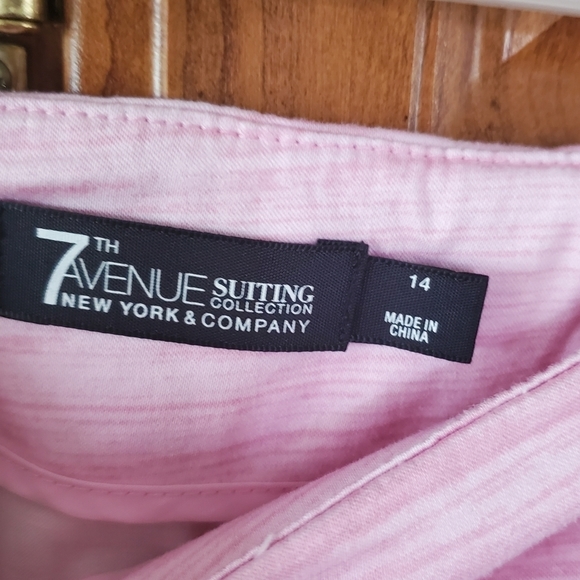 7TH
AVENUE SUITING
COLLECTION
NEW YORK & COMPANY
14
MADE IN
CHINA